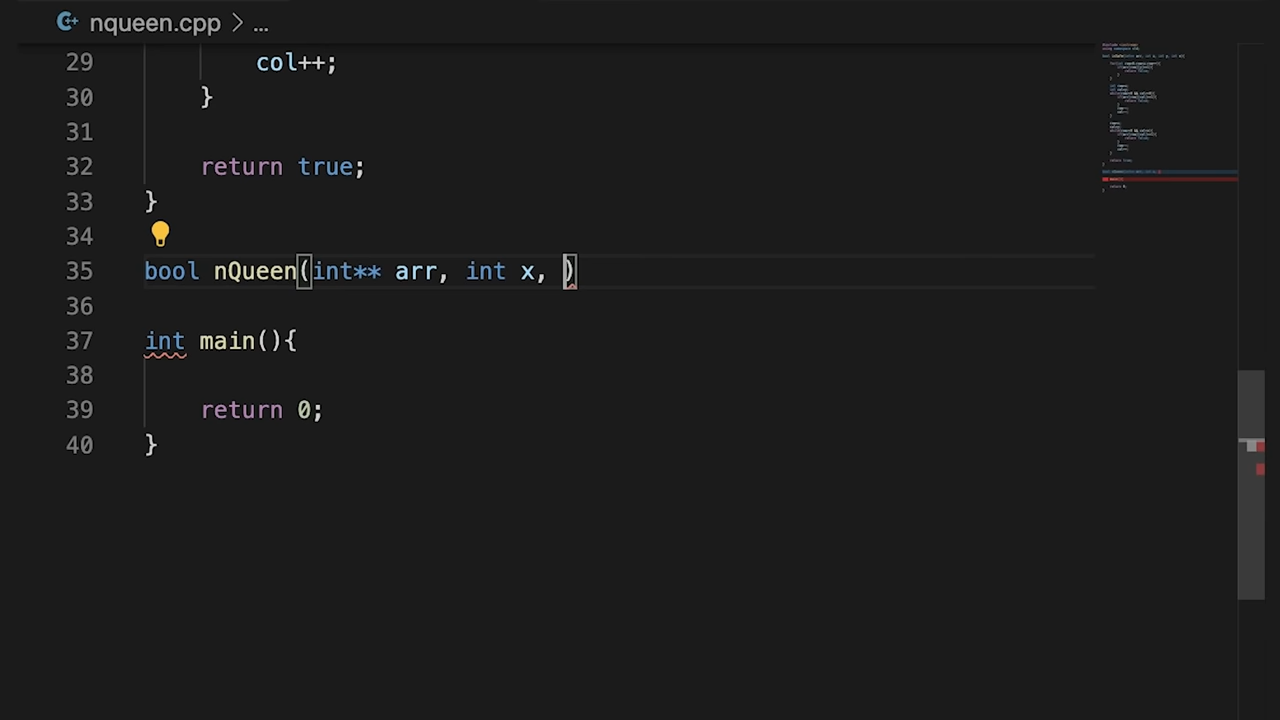 nqueen.cpp > ...
29 col++;
30 }
31
32 return true;
33 }
34
35 bool nQueen(int** arr, int x, )
36
37 int main(){
38
39 return 0;
40 }